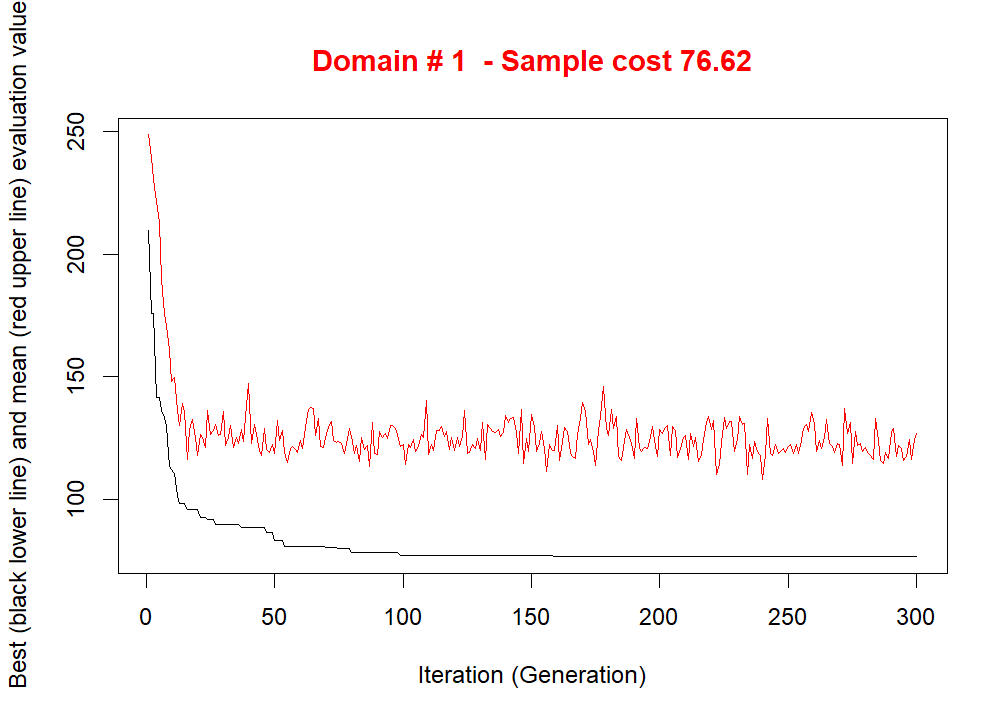 Domain # 1  - Sample cost 76.62
Best (black lower line) and mean (red upper line) evaluation value
250
200
150
100
0 50 100 150 200 250 300
Iteration (Generation)